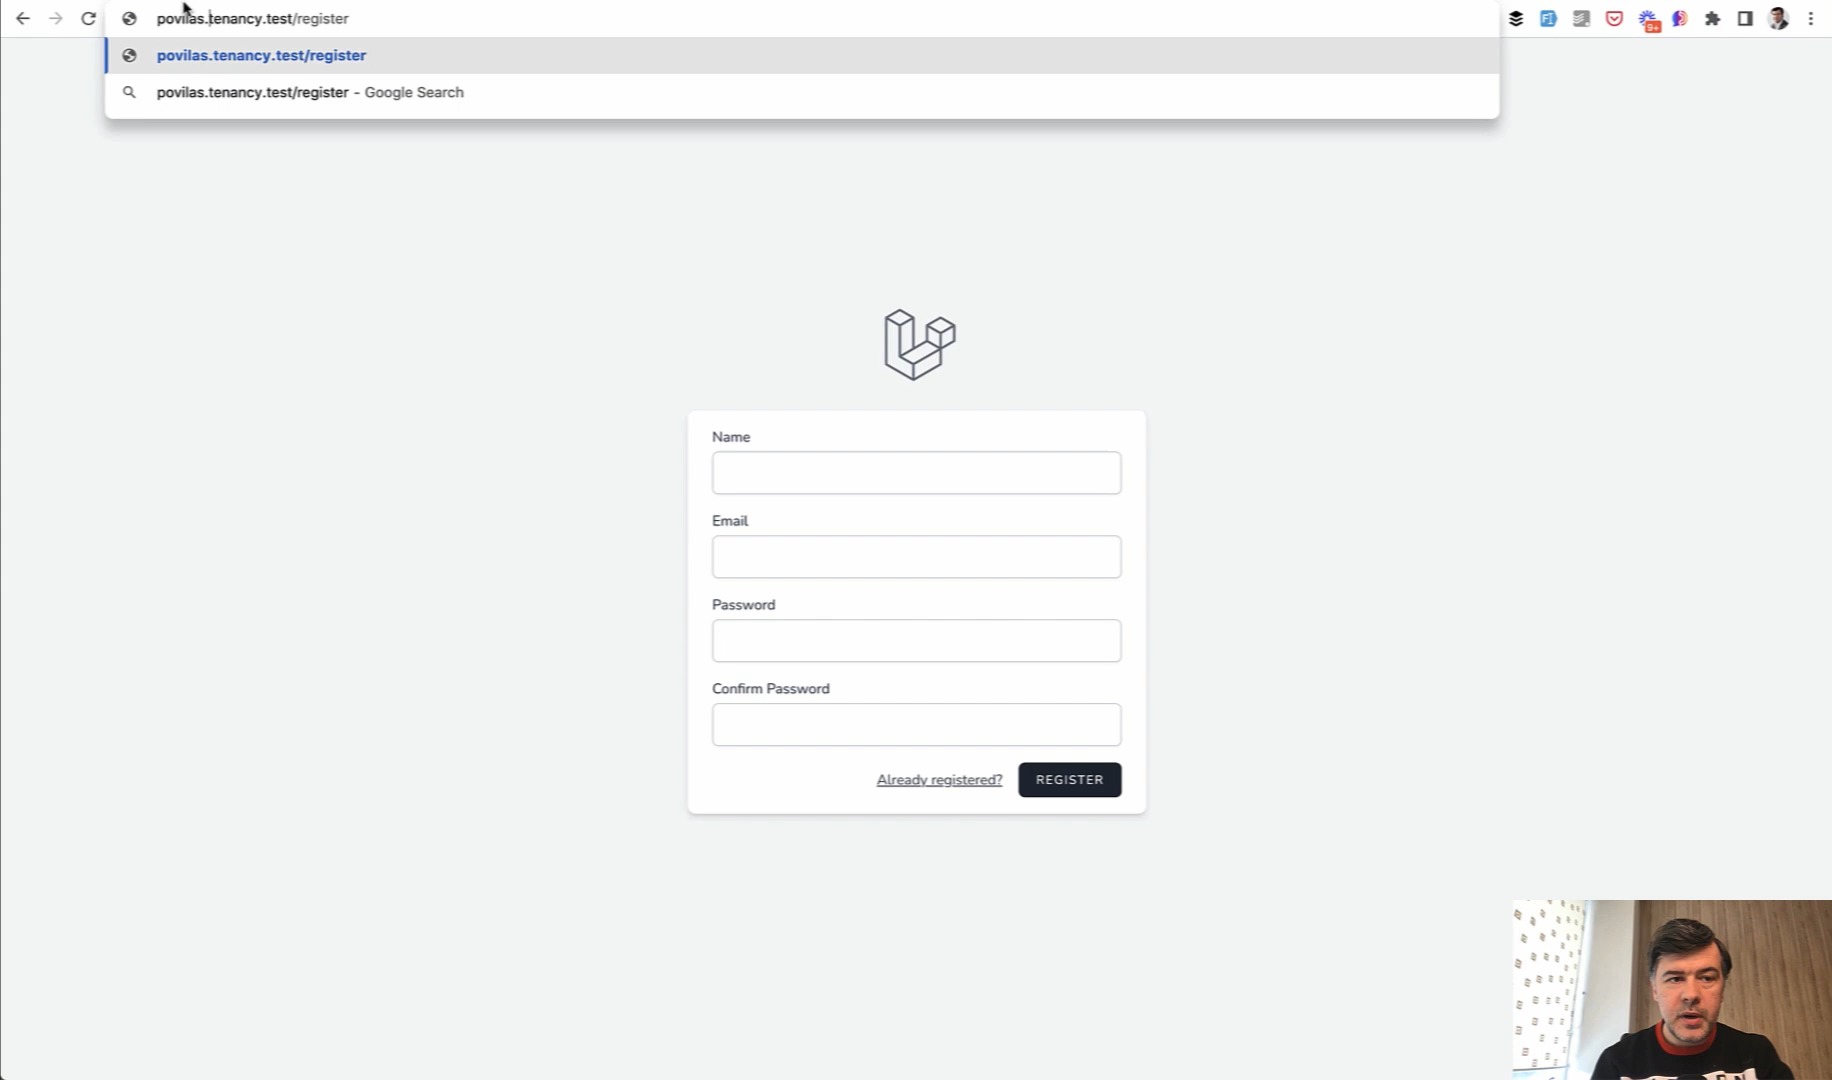 povilas.tenancy.test/register
povilas.tenancy.test/register
povilas.tenancy.test/register - Google Search
9+
Name
Email
Password
Confirm Password
Already registered?
REGISTER